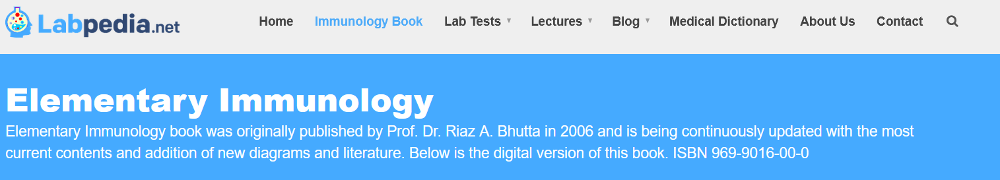 Labpedia.net
Home Immunology Book Lab Tests Lectures Blog Medical Dictionary About Us Contact
Elementary Immunology
Elementary Immunology book was originally published by Prof. Dr. Riaz A. Bhutta in 2006 and is being continuously updated with the most
current contents and addition of new diagrams and literature. Below is the digital version of this book. ISBN 969-9016-00-0